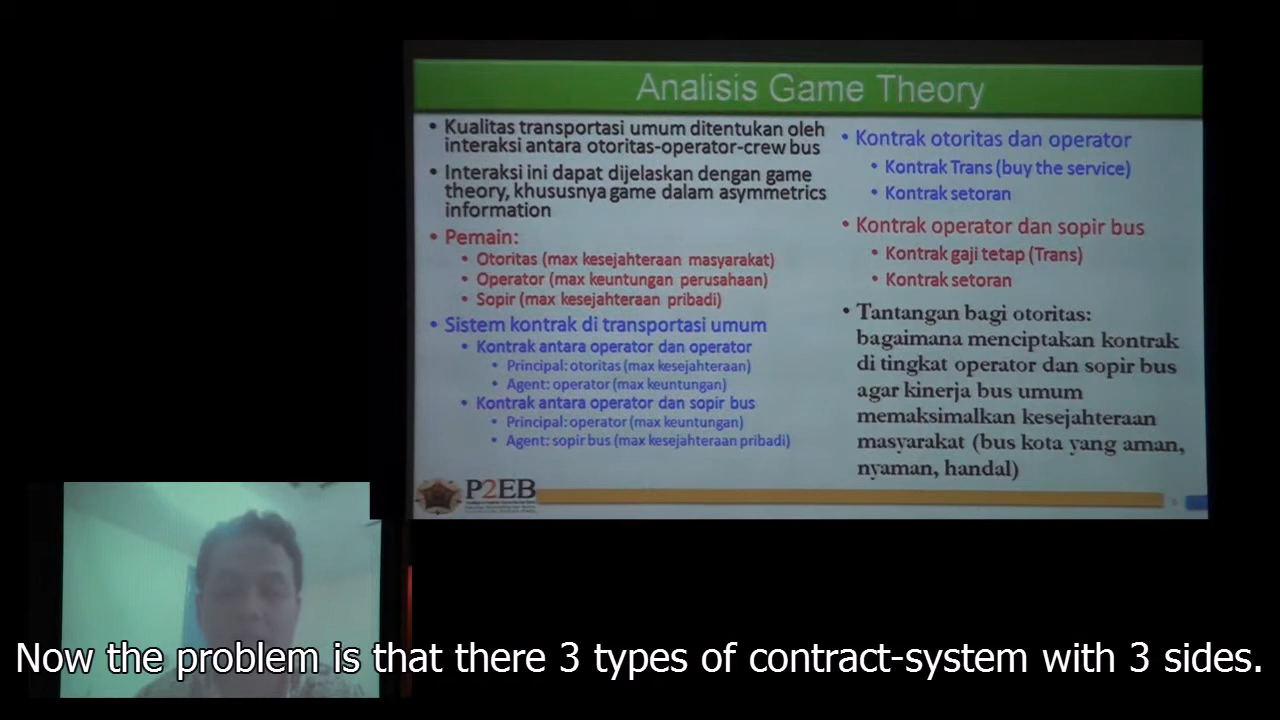 Analisis Game Theory
• Kualitas transportasi umum ditentukan oleh
interaksi antara otoritas-operator-crew bus
• Interaksi ini dapat dijelaskan dengan game
theory, khususnya game dalam asymmetrics
information
• Pemain:
• Otoritas (max kesejahteraan masyarakat)
• Operator (max keuntungan perusahaan)
• Sopir (max kesejahteraan pribadi)
• Sistem kontrak di transportasi umum
• Kontrak antara operator dan operator
• Principal: otoritas (max kesejahteraan)
• Agent: operator (max keuntungan)
• Kontrak antara operator dan sopir bus
• Principal: operator (max keuntungan)
• Agent: sopir bus (max kesejahteraan pribadi)
• Kontrak otoritas dan operator
• Kontrak Trans (buy the service)
• Kontrak setoran
• Kontrak operator dan sopir bus
• Kontrak gaji tetap (Trans)
• Kontrak setoran
• Tantangan bagi otoritas:
bagaimana menciptakan kontrak
di tingkat operator dan sopir bus
agar kinerja bus umum
memaksimalkan kesejahteraan
masyarakat (bus kota yang aman,
nyaman, handal)
P2EB
Now the problem is that there 3 types of contract-system with 3 sides.